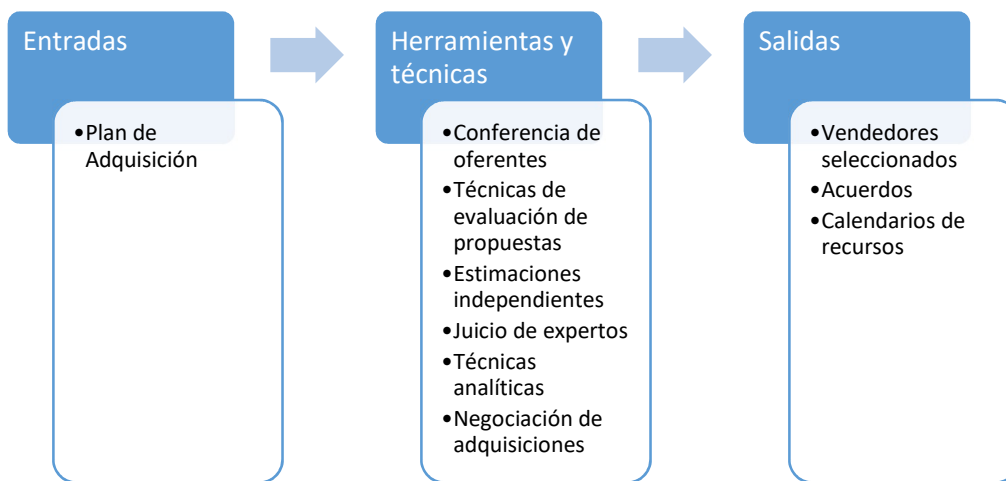 Entradas
•Plan de
Adquisición
Herramientas y
técnicas
•Conferencia de
oferentes
•Técnicas de
evaluación de
propuestas
•Estimaciones
independientes
•Juicio de expertos
•Técnicas
analíticas
•Negociación de
adquisiciones
Salidas
•Vendedores
seleccionados
•Acuerdos
•Calendarios de
recursos